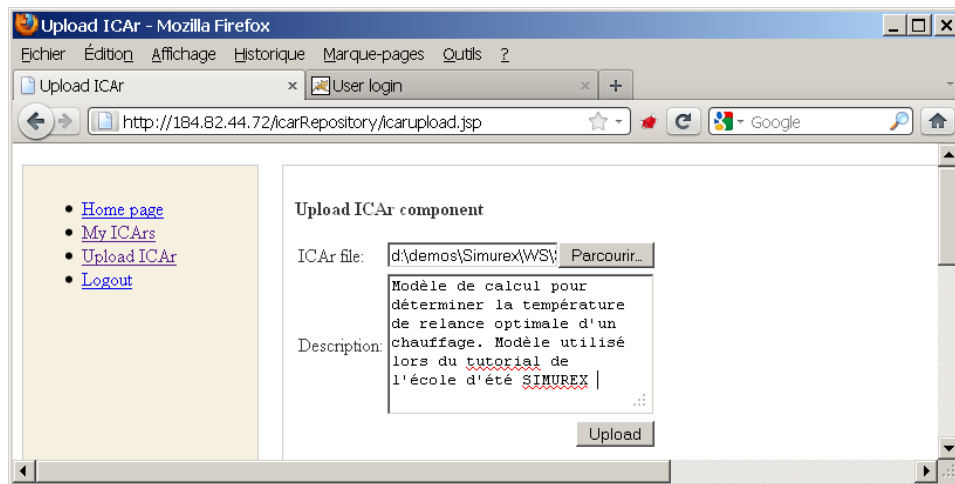 Upload ICAr - Mozilla Firefox
Fichier Édition Affichage Historique Marque-pages Outils ?
Upload ICAr × User login × +
http://184.82.44.72/icarRepository/icarupload.jsp Google
Home page
My ICArs
Upload ICAr
Logout
Upload ICAr component
ICAr file: d:\demos\Simurex\WS\ Parcourir...
Description:
Modèle de calcul pour
déterminer la température
de relance optimale d'un
chauffage. Modèle utilisé
lors du tutorial de
l'école d'été SIMUREX
Upload